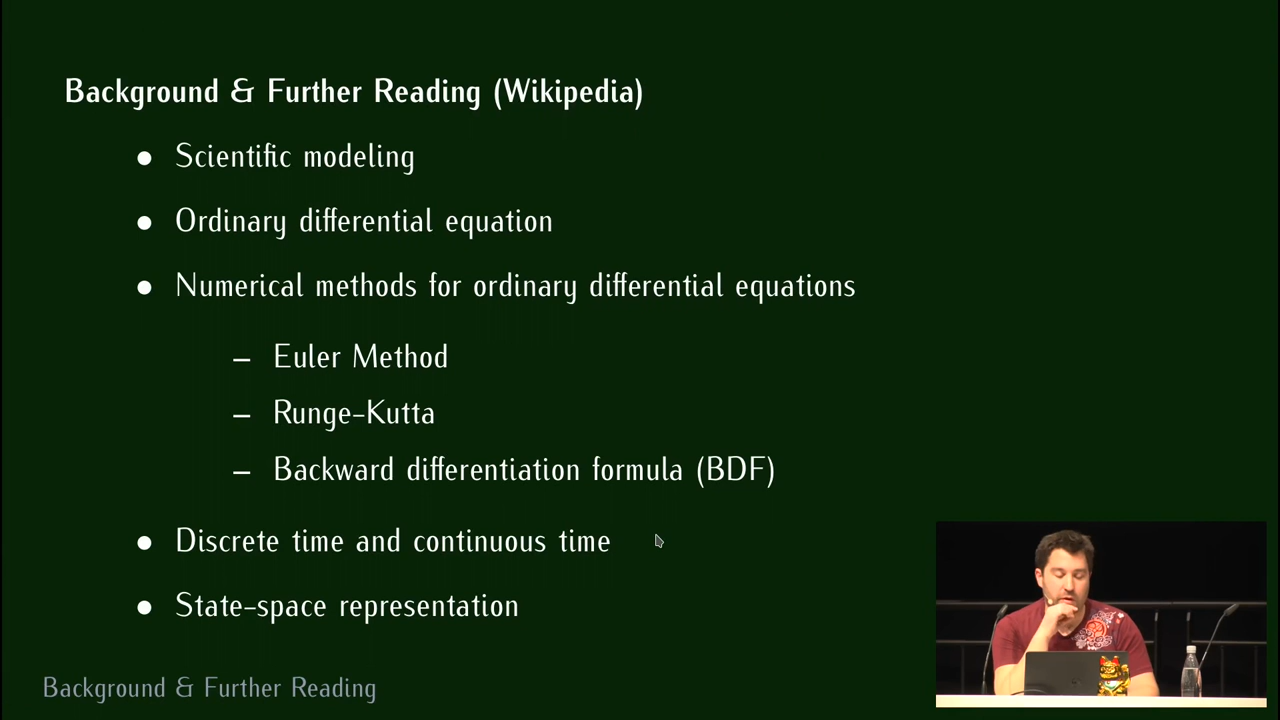 Background & Further Reading (Wikipedia)
● Scientific modeling
● Ordinary differential equation
● Numerical methods for ordinary differential equations
– Euler Method
– Runge-Kutta
– Backward differentiation formula (BDF)
● Discrete time and continuous time
● State-space representation
Background & Further Reading